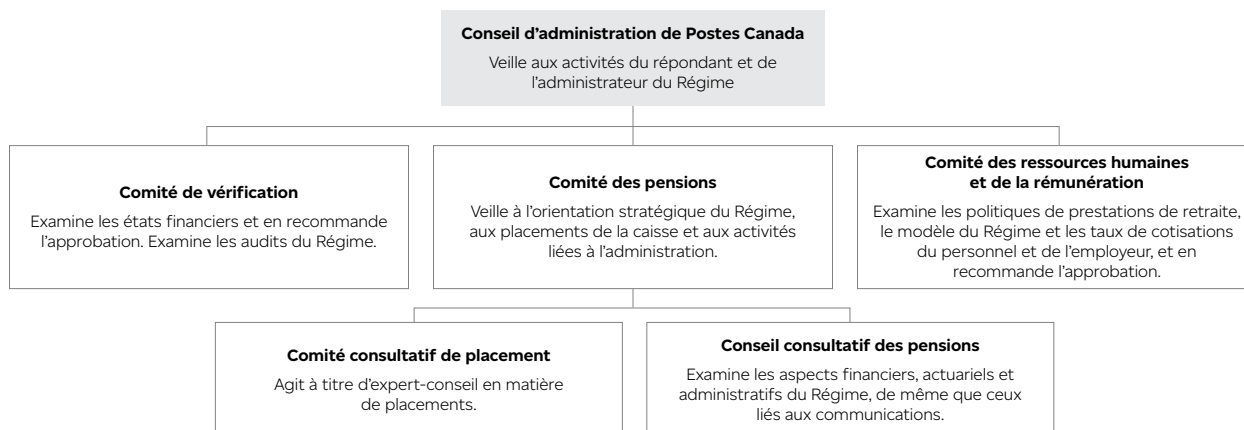 Conseil d’administration de Postes Canada
Veille aux activités du répondant et de
l’administrateur du Régime
Comité de vérification
Examine les états financiers et en recommande
l’approbation. Examine les audits du Régime.
Comité des pensions
Veille à l’orientation stratégique du Régime,
aux placements de la caisse et aux activités
liées à l’administration.
Comité des ressources humaines
et de la rémunération
Examine les politiques de prestations de retraite,
le modèle du Régime et les taux de cotisations
du personnel et de l’employeur, et en
recommande l’approbation.
Comité consultatif de placement
Agit à titre d’expert-conseil en matière
de placements.
Conseil consultatif des pensions
Examine les aspects financiers, actuariels et
administratifs du Régime, de même que ceux
liés aux communications.